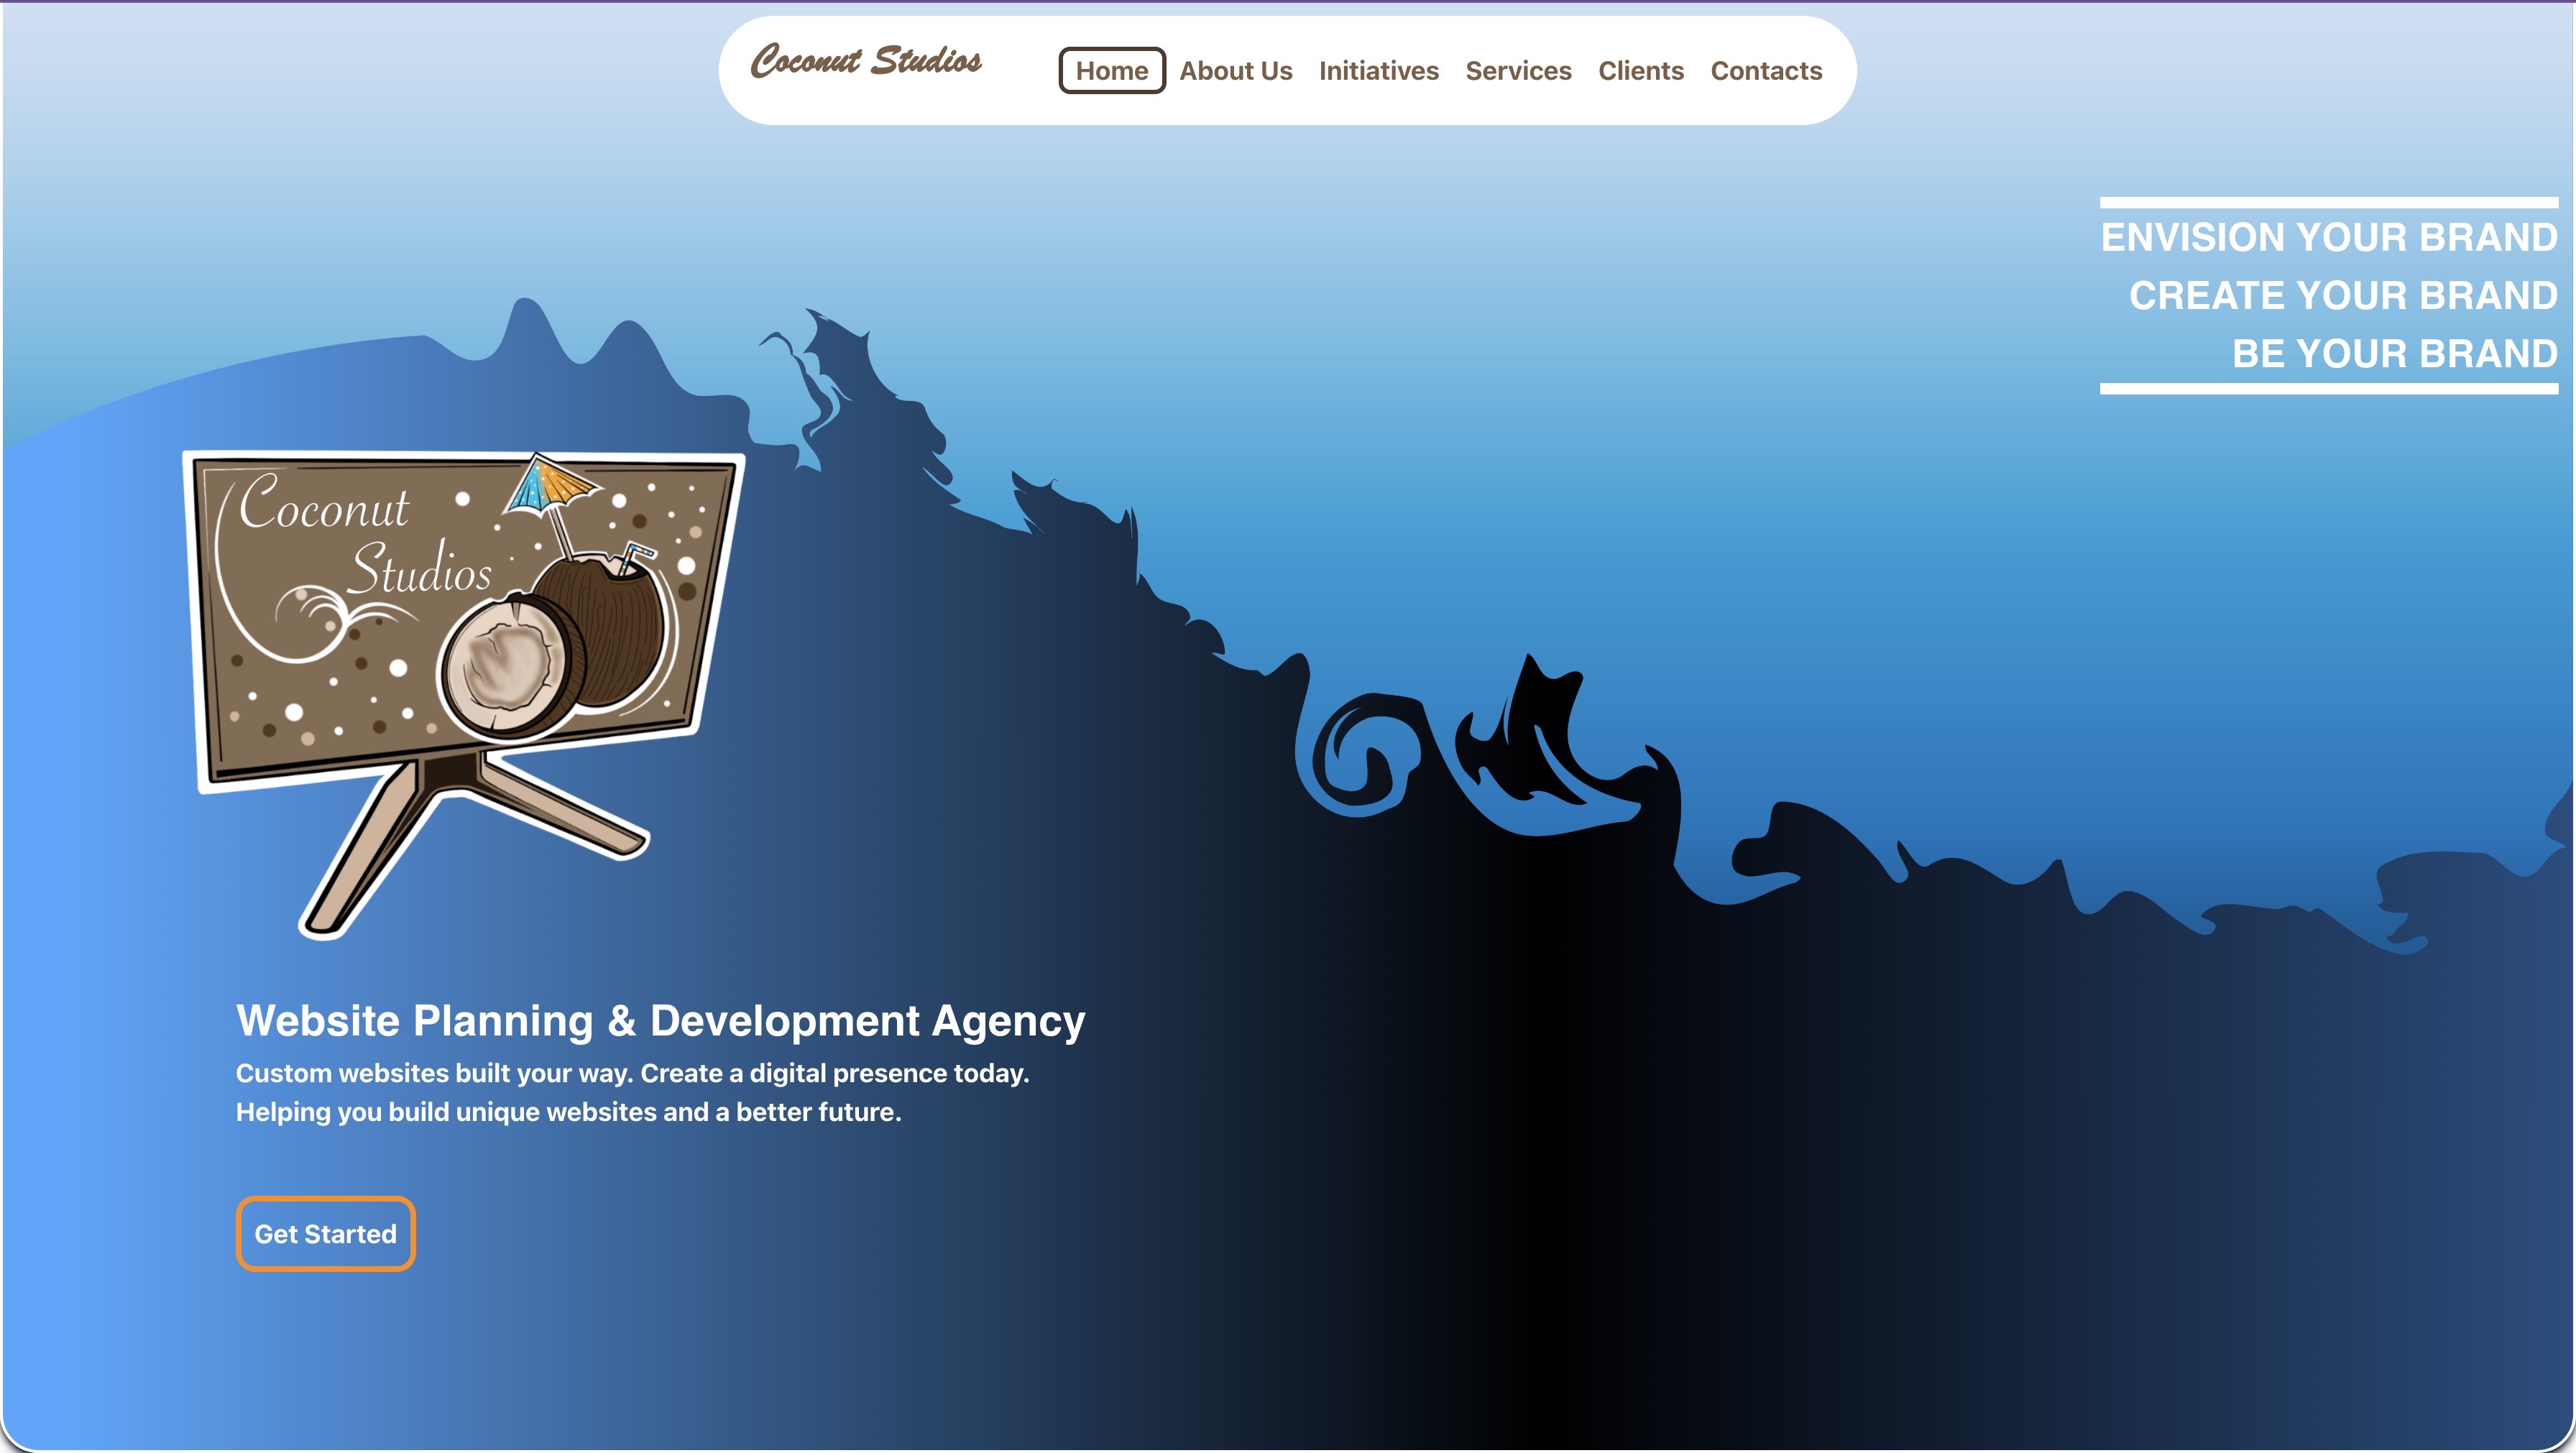 Coconut Studios
Home About Us Initiatives Services Clients Contacts
ENVISION YOUR BRAND
CREATE YOUR BRAND
BE YOUR BRAND
Coconut
Studios
Website Planning & Development Agency
Custom websites built your way. Create a digital presence today.
Helping you build unique websites and a better future.
Get Started